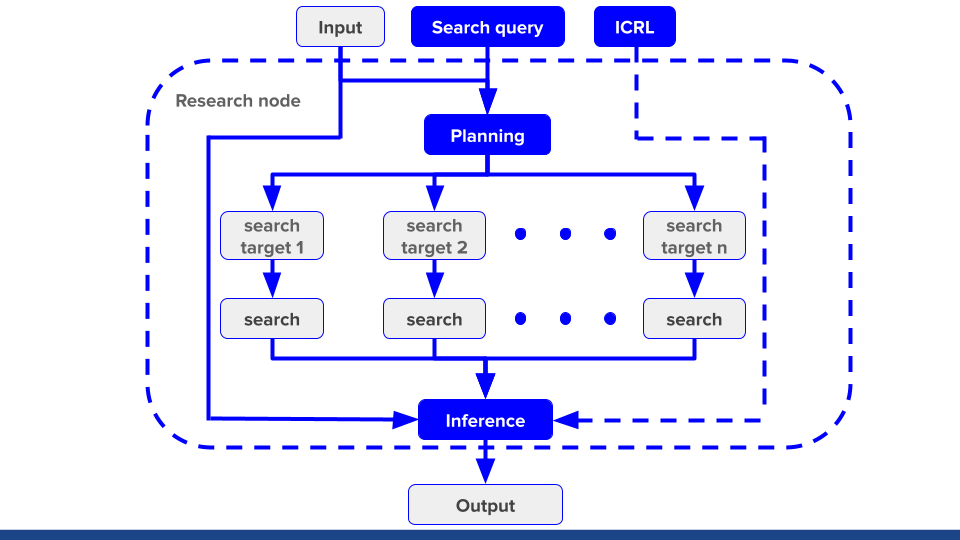 Input
Search query
ICRL
Research node
Planning
search
target 1
search
target 2
search
target n
search
search
search
Inference
Output